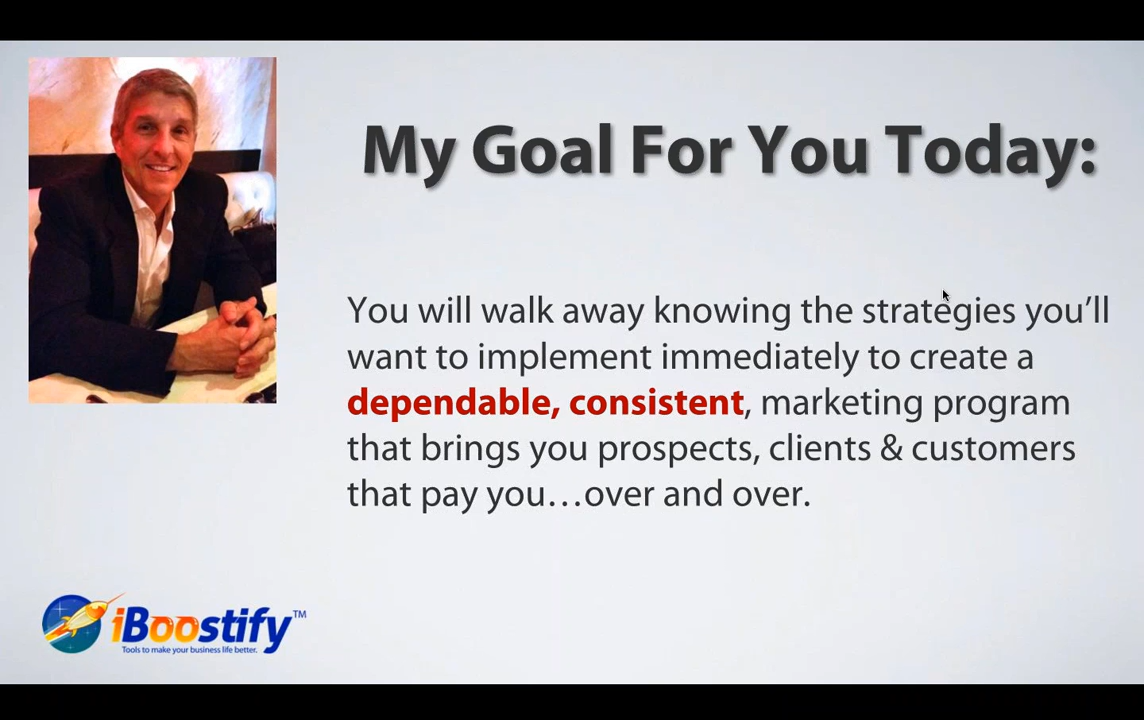 My Goal For You Today:
You will walk away knowing the strategies you’ll
want to implement immediately to create a
dependable, consistent, marketing program
that brings you prospects, clients & customers
that pay you…over and over.
iBoostify™
Tools to make your business life better.